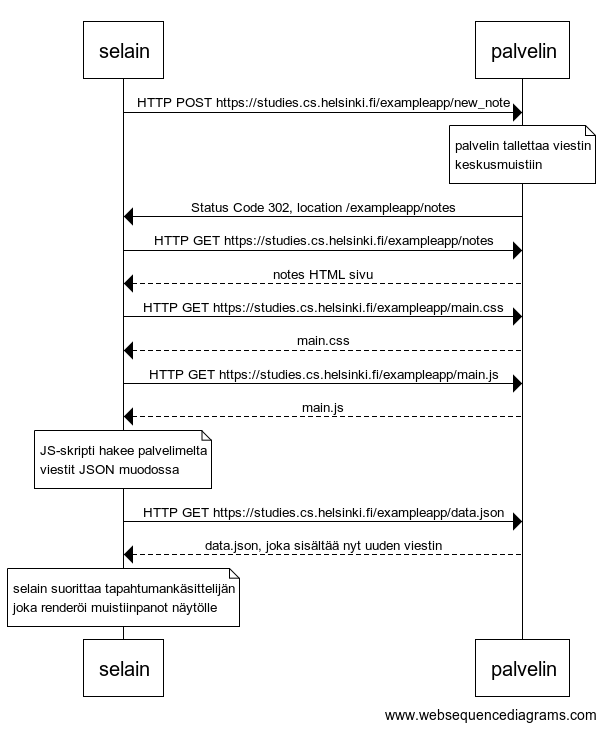 selain
palvelin
HTTP POST https://studies.cs.helsinki.fi/exampleapp/new_note
palvelin tallettaa viestin
keskusmuistiin
Status Code 302, location /exampleapp/notes
HTTP GET https://studies.cs.helsinki.fi/exampleapp/notes
notes HTML sivu
HTTP GET https://studies.cs.helsinki.fi/exampleapp/main.css
main.css
HTTP GET https://studies.cs.helsinki.fi/exampleapp/main.js
main.js
JS-skripti hakee palvelimelta
viestit JSON muodossa
HTTP GET https://studies.cs.helsinki.fi/exampleapp/data.json
data.json, joka sisältää nyt uuden viestin
selain suorittaa tapahtumankäsittelijän
joka renderöi muistiinpanot näytölle
selain
palvelin
www.websequencediagrams.com